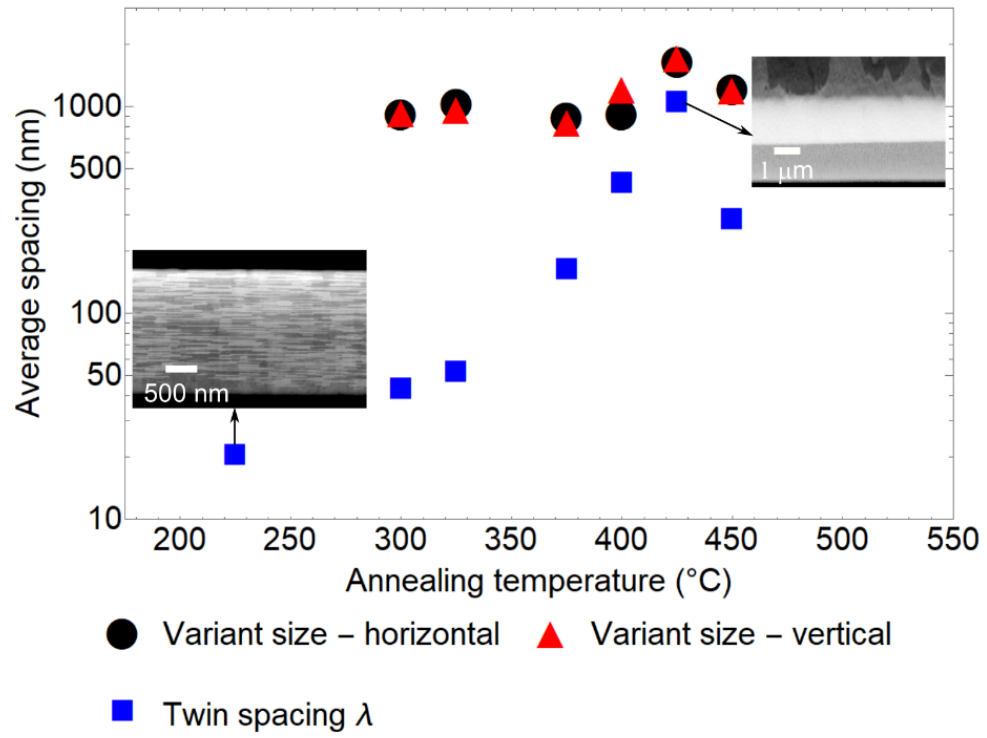 Average spacing (nm)
1000
500
100
50
10
500 nm
1 μm
200 250 300 350 400 450 500 550
Annealing temperature (°C)
Variant size – horizontal
Variant size – vertical
Twin spacing λ